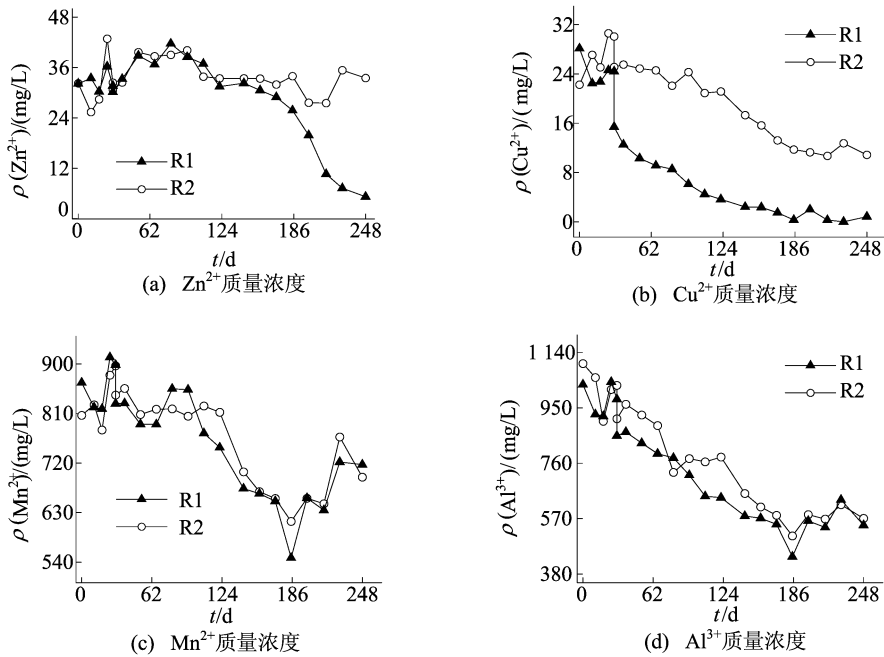 ρ(Zn²⁺)/(mg/L)
48
36
24
12
0
R1
R2
0 62 124 186 248
t/d
(a) Zn²⁺质量浓度
ρ(Cu²⁺)/( mg/L)
32
24
16
8
0
R1
R2
0 62 124 186 248
t/d
(b) Cu²⁺质量浓度
ρ(Mn²⁺)/(mg/L)
900
810
720
630
540
R1
R2
0 62 124 186 248
t/d
(c) Mn²⁺质量浓度
ρ(Al³⁺)/(mg/L)
1 140
950
760
570
380
R1
R2
0 62 124 186 248
t/d
(d) Al³⁺质量浓度